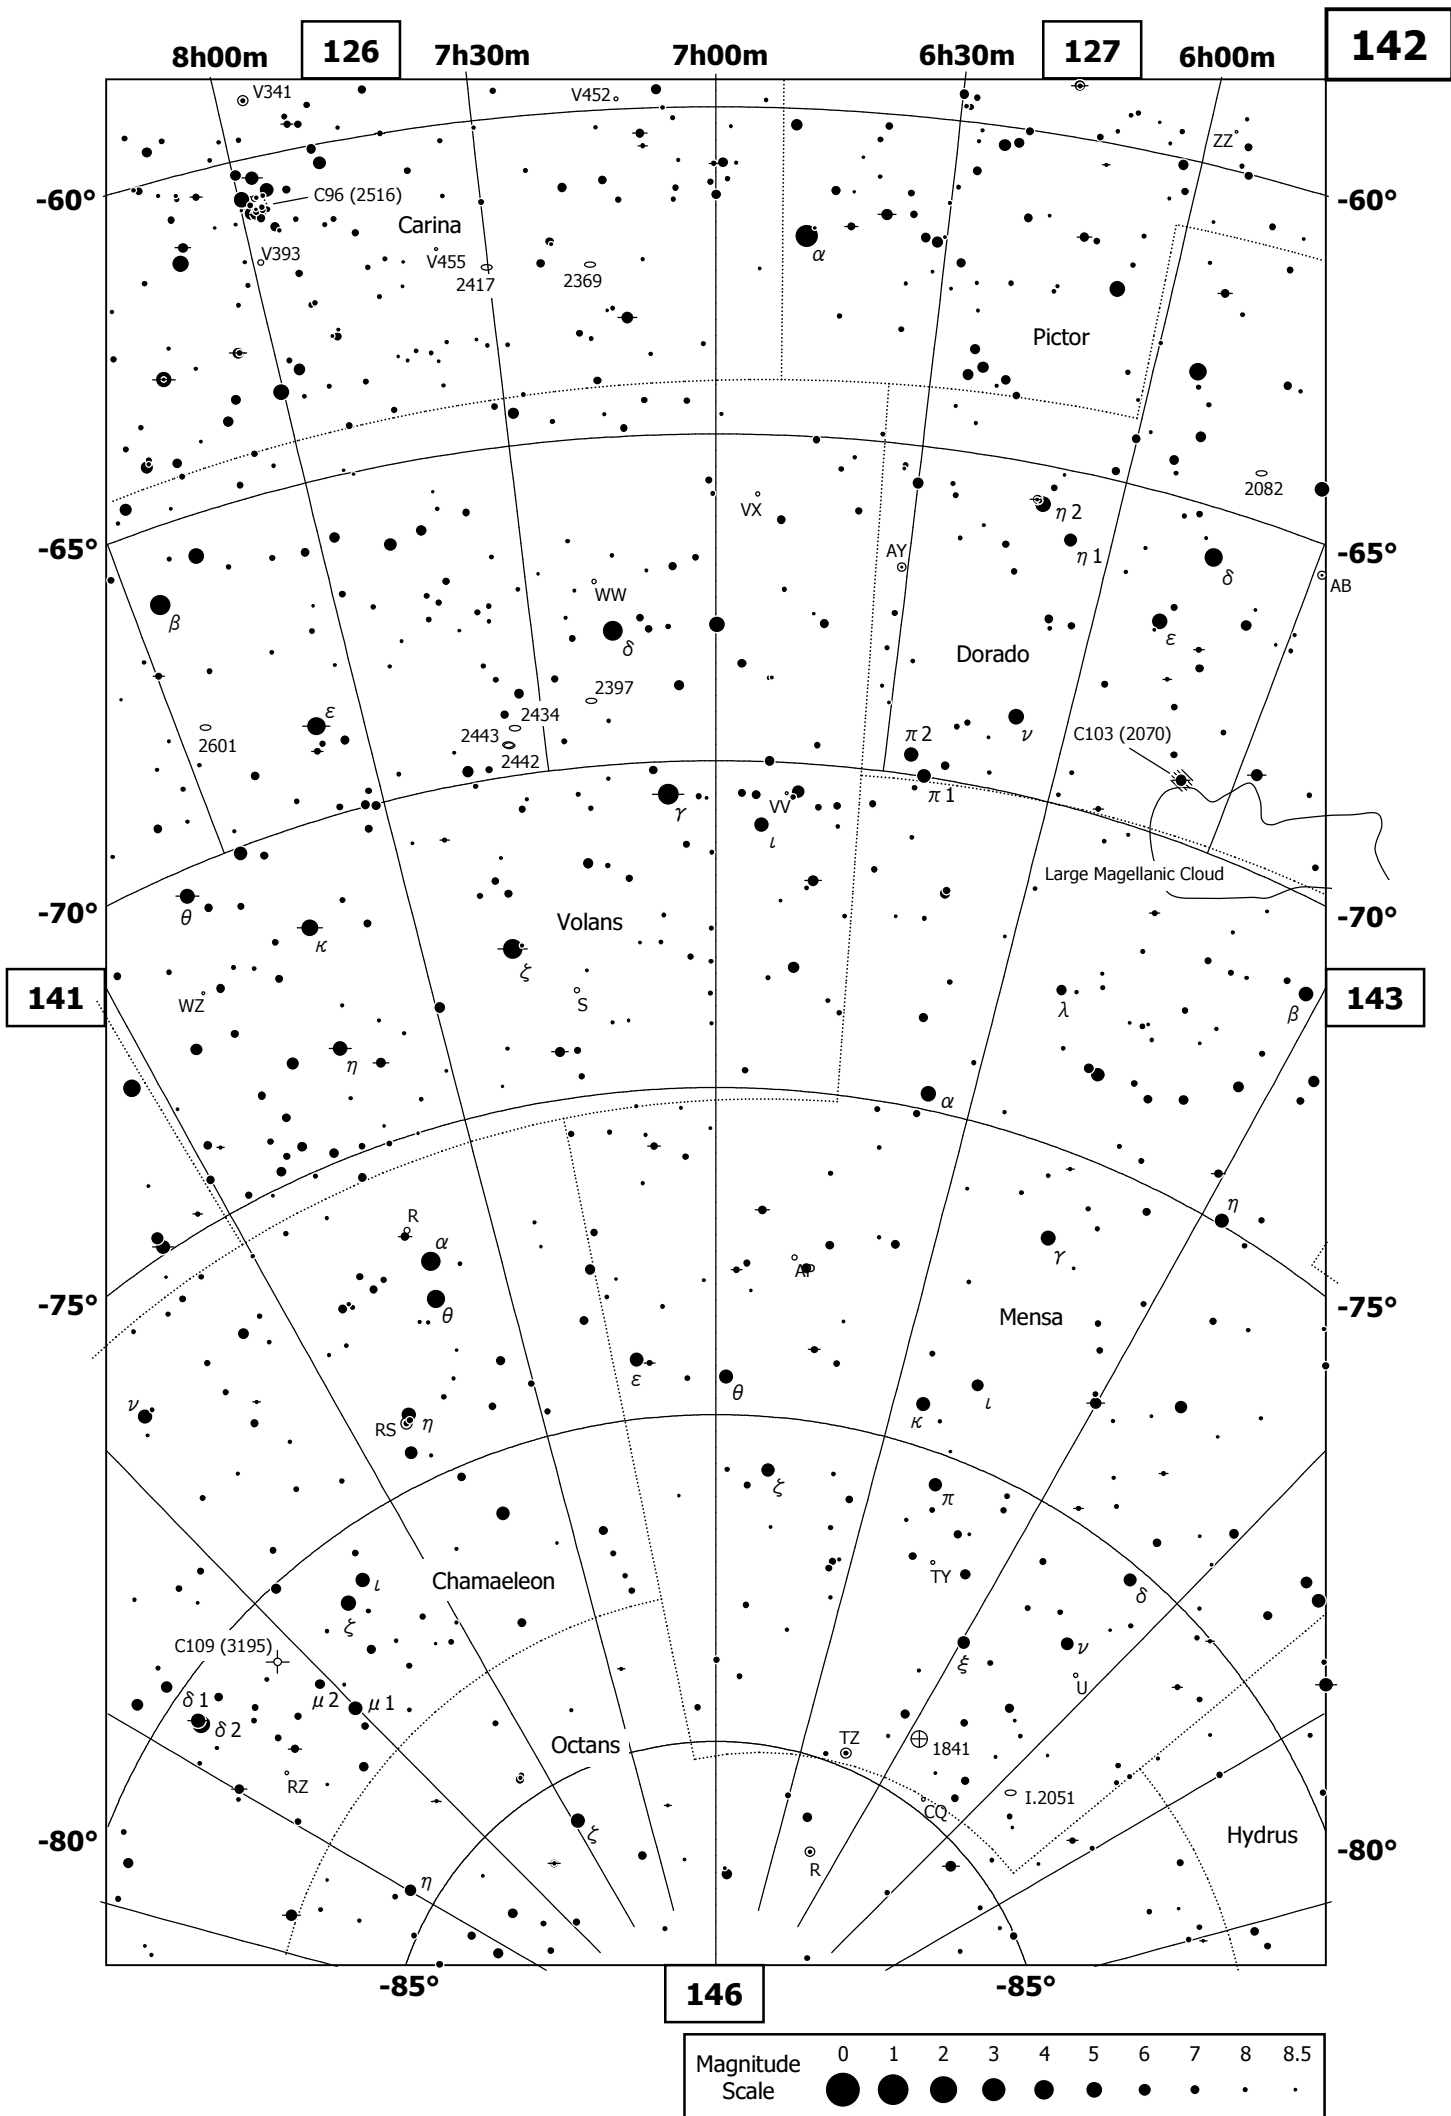 8h00m 126 7h30m 7h00m 6h30m 127 6h00m 142
V341 V452 ZZ
-60° C96 (2516) -60°
Carina
V393 V455 α
2417 2369
Pictor
2082
VX η 2
-65° AY η 1 -65°
δ AB
WW
β ε
δ Dorado
2397
ε 2434
2601 2443 π 2 ν C103 (2070)
2442
γ VV π 1
ι
Large Magellanic Cloud
-70° θ Volans -70°
κ
ζ
141 WZ S λ β 143
η
α
R η
α γ
AP
-75° θ Mensa -75°
ε θ ι
ν κ
RS η
ζ π
Chamaeleon TY
ι δ
ζ
C109 (3195) ξ ν
U
δ 1 μ 2 μ 1
δ 2
Octans TZ 1841
RZ
CQ I.2051
-80° ζ Hydrus -80°
R
η
-85° 146 -85°
Magnitude Scale 0 1 2 3 4 5 6 7 8 8.5